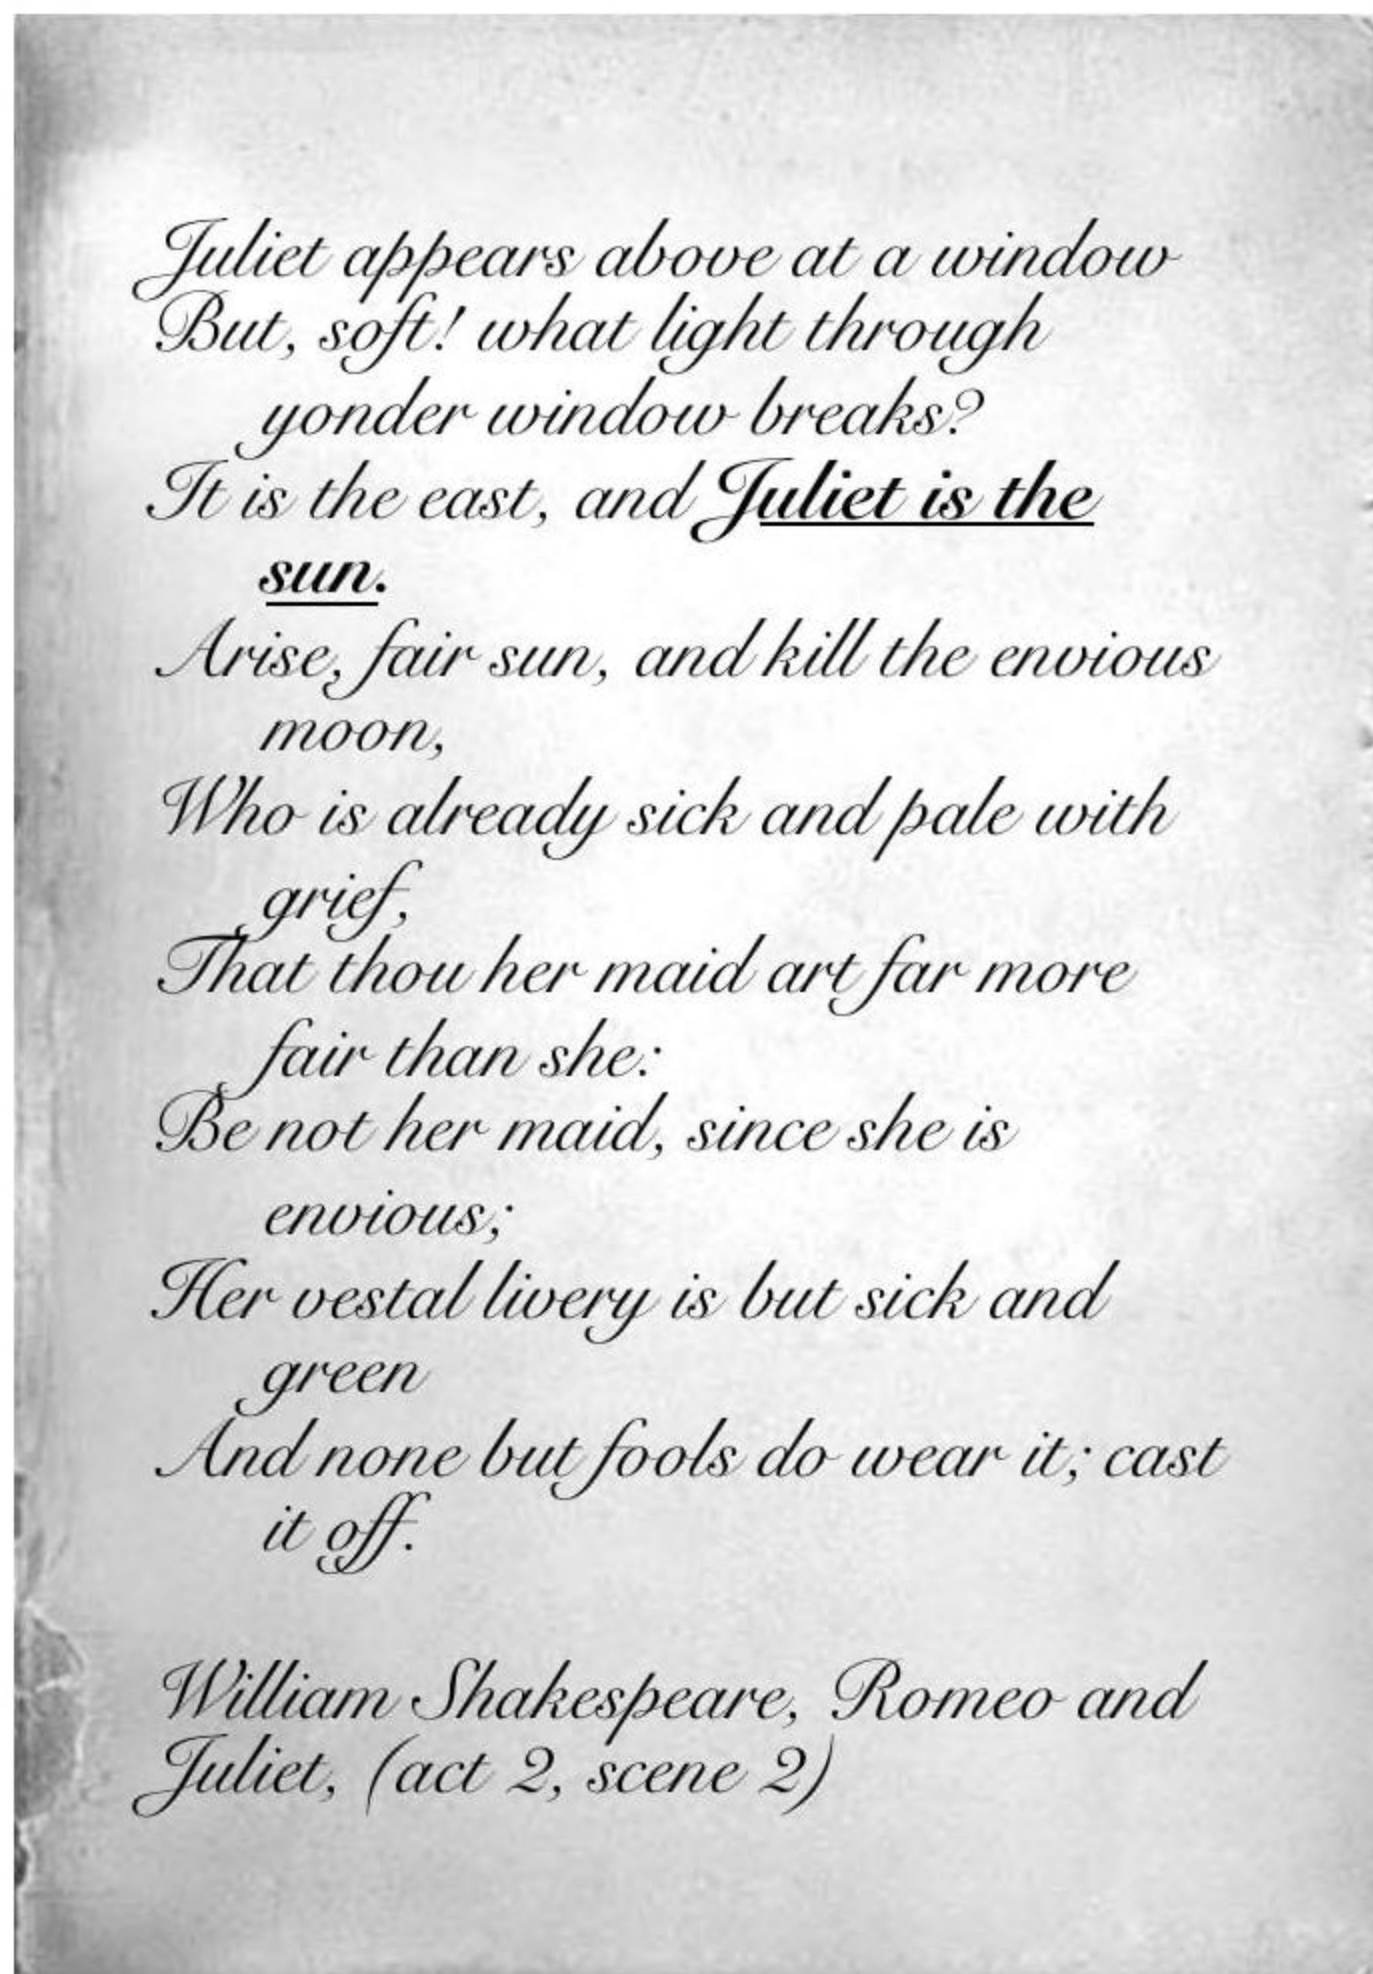 Juliet appears above at a window
But, soft! what light through
yonder window breaks?
It is the east, and Juliet is the
sun.
Arise, fair sun, and kill the envious
moon,
Who is already sick and pale with
grief,
That thou her maid art far more
fair than she:
Be not her maid, since she is
envious;
Her vestal livery is but sick and
green
And none but fools do wear it; cast
it off.
William Shakespeare, Romeo and
Juliet, (act 2, scene 2)